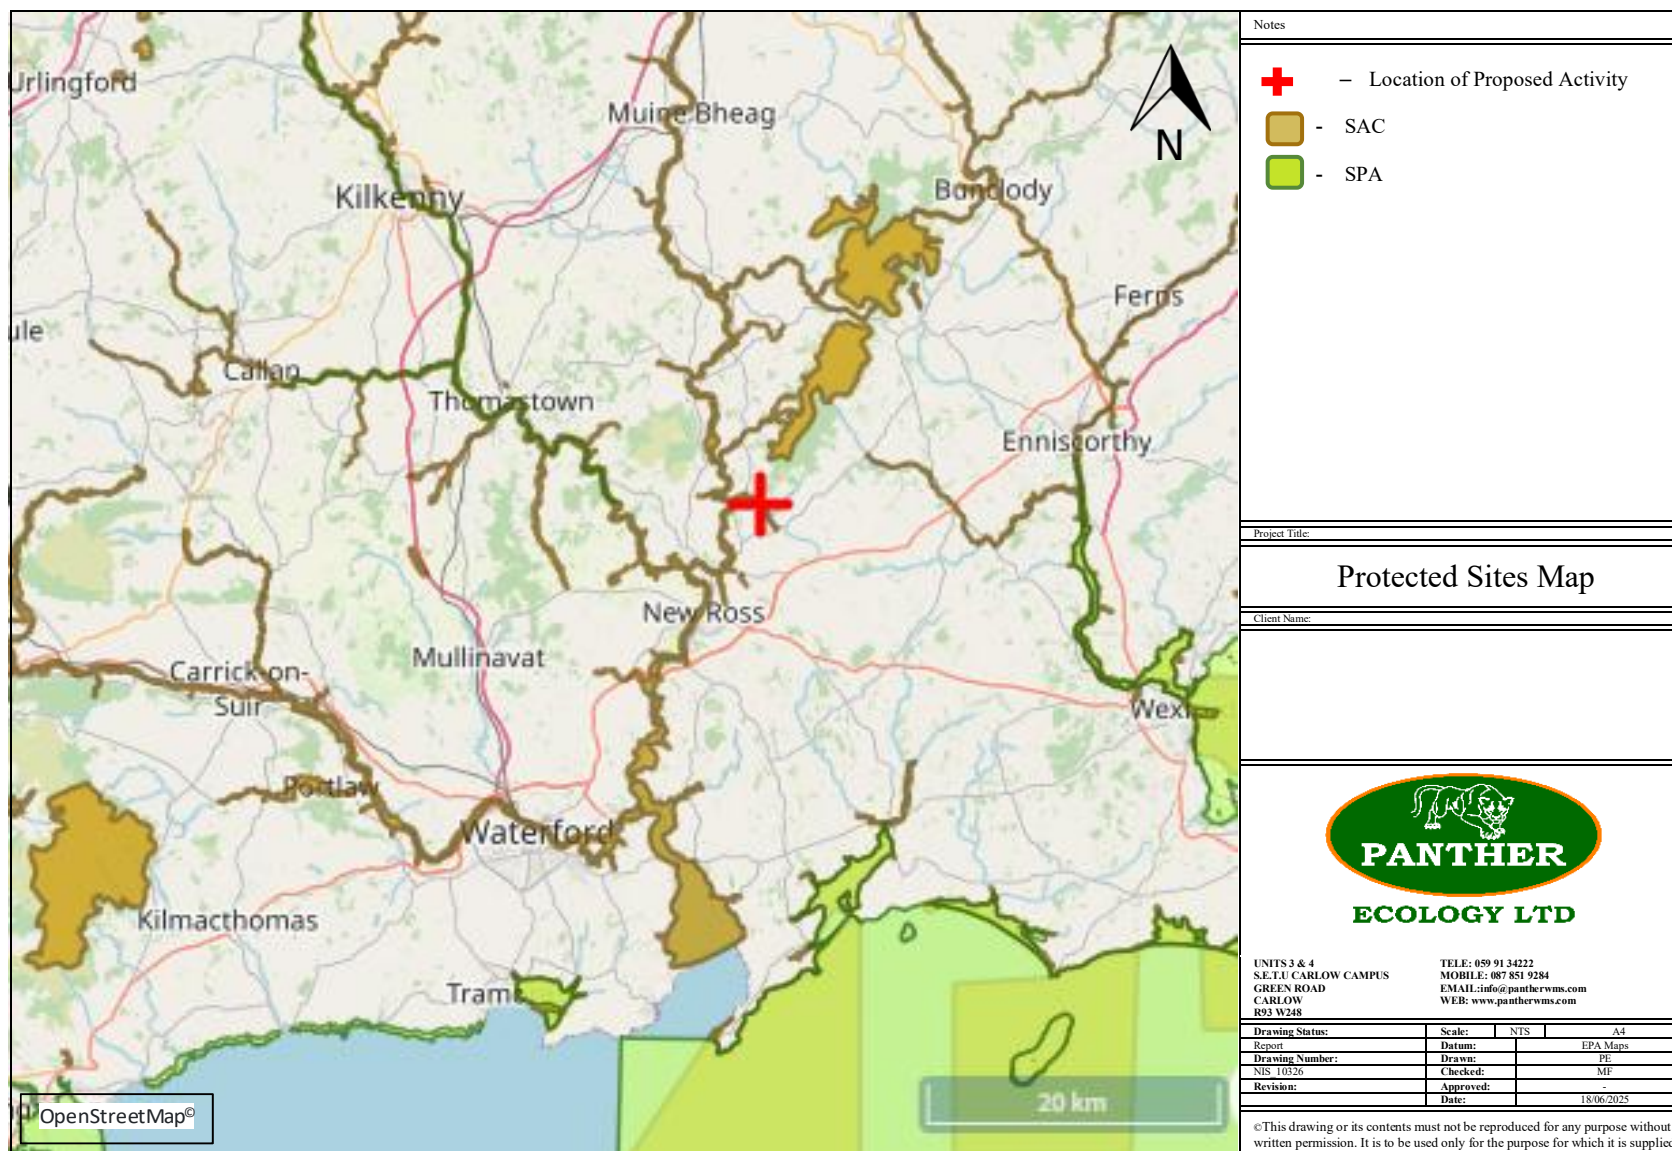 Urlingford
Muine Bheag
Kilkenny
Bunclody
Ferns
ule
Callan
Thomastown
Enniscorthy
New Ross
Mullinavat
Carrick-on-
Suir
Wex
Portlaw
Waterford
Kilmacthomas
Tram
N
20 km
OpenStreetMap©
Notes
– Location of Proposed Activity
- SAC
- SPA
Project Title:
Protected Sites Map
Client Name:
PANTHER
ECOLOGY LTD
UNITS 3 & 4
S.E.T.U CARLOW CAMPUS
GREEN ROAD
CARLOW
R93 W248
TELE: 059 91 34222
MOBILE: 087 851 9284
EMAIL:info@pantherwms.com
WEB: www.pantherwms.com
Drawing Status: Scale: NTS A4
Report Datum: EPA Maps
Drawing Number: Drawn: PE
NIS_10326 Checked: MF
Revision: Approved: -
Date: 18/06/2025
©This drawing or its contents must not be reproduced for any purpose without
written permission. It is to be used only for the purpose for which it is supplied